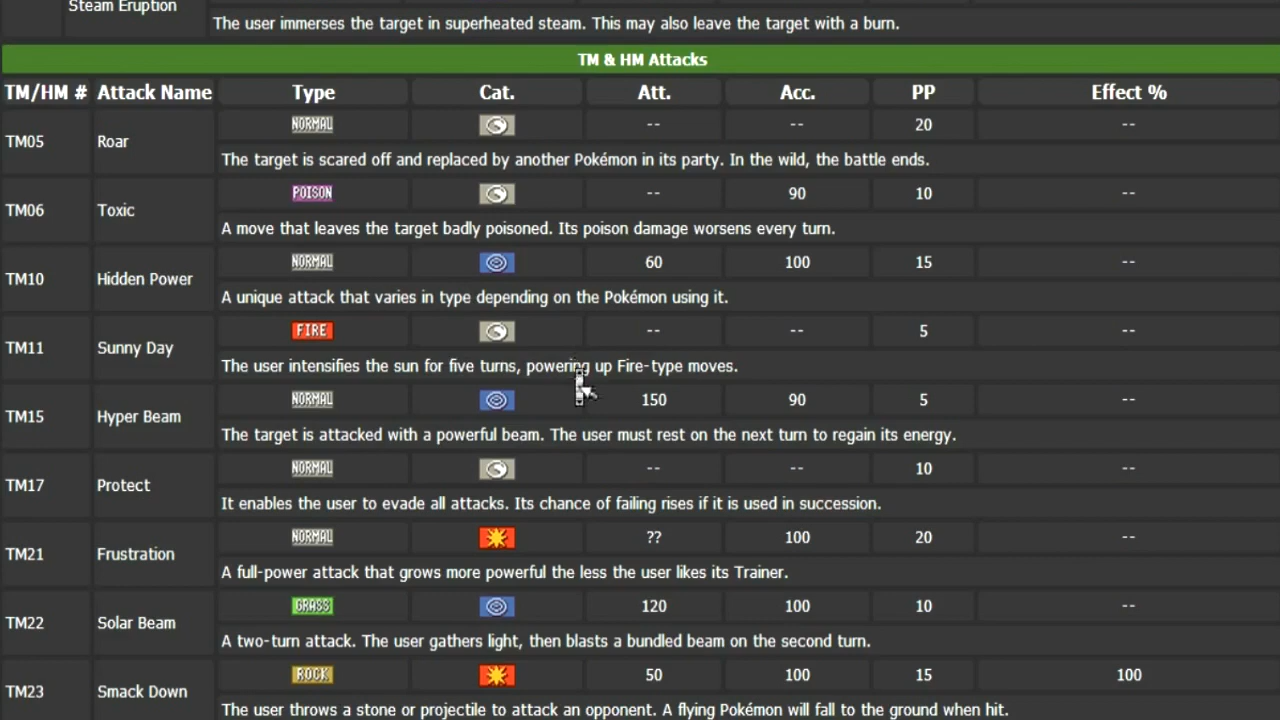 Steam Eruption
The user immerses the target in superheated steam. This may also leave the target with a burn.
TM & HM Attacks
TM/HM # Attack Name Type Cat. Att. Acc. PP Effect %
TM05 Roar NORMAL -- -- 20 --
The target is scared off and replaced by another Pokémon in its party. In the wild, the battle ends.
TM06 Toxic POISON -- 90 10 --
A move that leaves the target badly poisoned. Its poison damage worsens every turn.
TM10 Hidden Power NORMAL 60 100 15 --
A unique attack that varies in type depending on the Pokémon using it.
TM11 Sunny Day FIRE -- -- 5 --
The user intensifies the sun for five turns, powering up Fire-type moves.
TM15 Hyper Beam NORMAL 150 90 5 --
The target is attacked with a powerful beam. The user must rest on the next turn to regain its energy.
TM17 Protect NORMAL -- -- 10 --
It enables the user to evade all attacks. Its chance of failing rises if it is used in succession.
TM21 Frustration NORMAL ?? 100 20 --
A full-power attack that grows more powerful the less the user likes its Trainer.
TM22 Solar Beam GRASS 120 100 10 --
A two-turn attack. The user gathers light, then blasts a bundled beam on the second turn.
TM23 Smack Down ROCK 50 100 15 100
The user throws a stone or projectile to attack an opponent. A flying Pokémon will fall to the ground when hit.